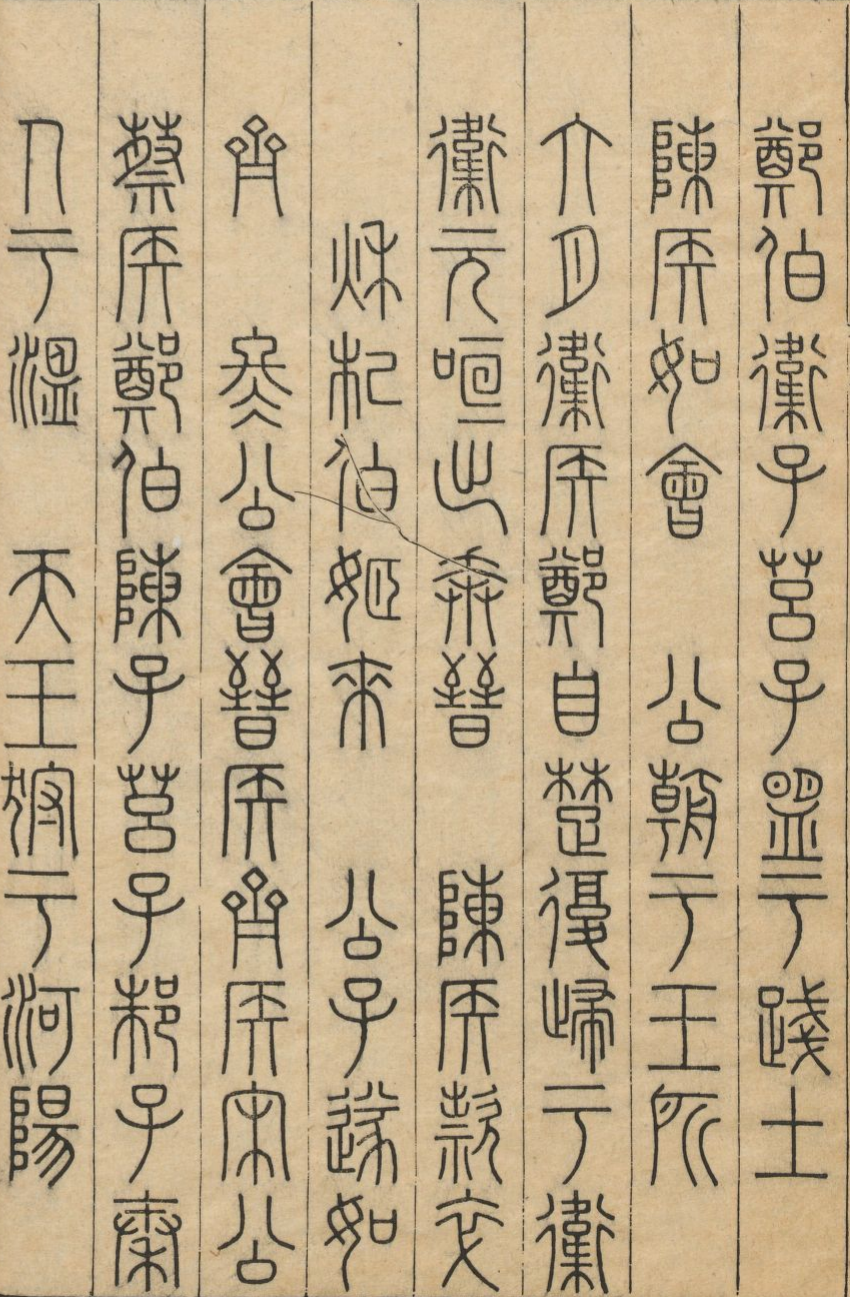 鄭伯衛子莒子盟于踐土
陳侯如會　公朝于王所
六月衛侯鄭自楚復歸于衛
衛元咺出奔晉　陳侯款卒
秋杞伯姬來　公子遂如
齊　冬公會晉侯齊侯宋公
蔡侯鄭伯陳子莒子邾子秦
人于溫　天王狩于河陽